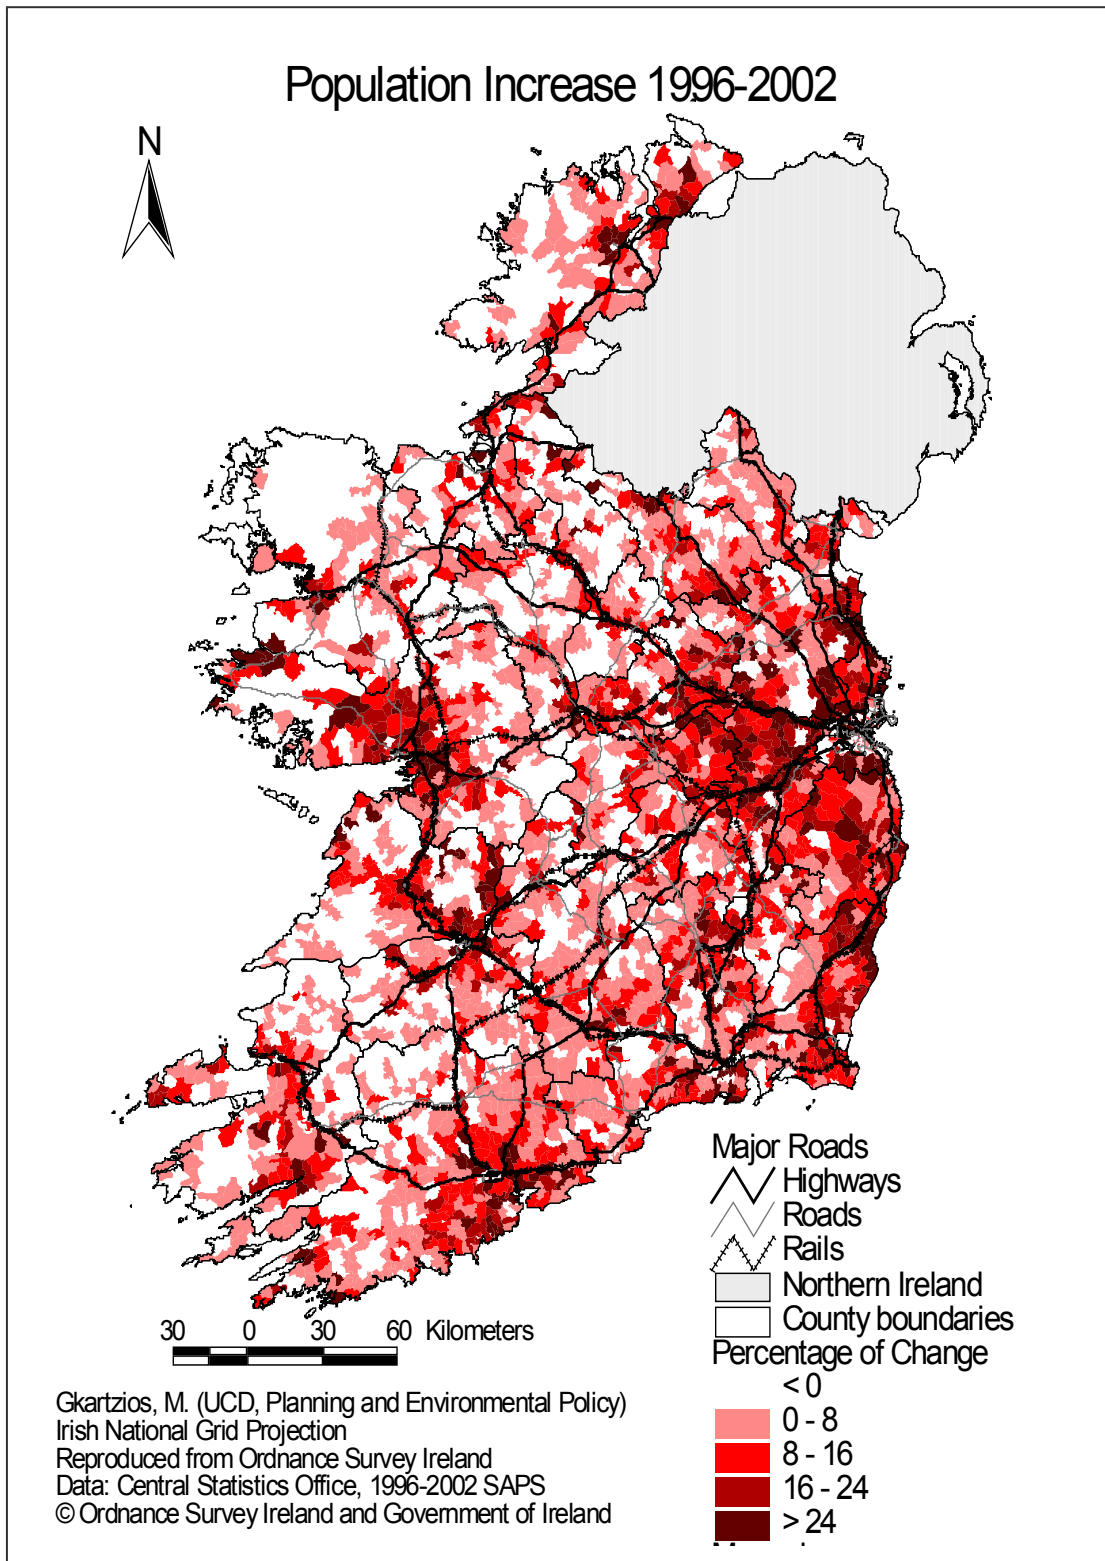 Population Increase 1996-2002
N
Major Roads
Highways
Roads
Rails
Northern Ireland
County boundaries
Percentage of Change
< 0
0 - 8
8 - 16
16 - 24
> 24
30 0 30 60 Kilometers
Gkartzios, M. (UCD, Planning and Environmental Policy)
Irish National Grid Projection
Reproduced from Ordnance Survey Ireland
Data: Central Statistics Office, 1996-2002 SAPS
© Ordnance Survey Ireland and Government of Ireland